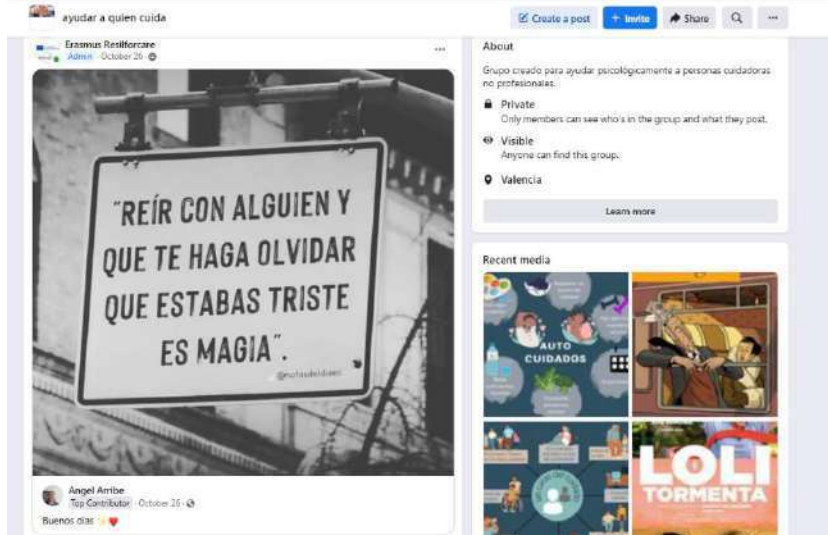 ayudar a quien cuida
Create a post
Invite
Share
Erasmus Resilforcare
Admin · October 26 ·
"REÍR CON ALGUIEN Y
QUE TE HAGA OLVIDAR
QUE ESTABAS TRISTE
ES MAGIA".
Angel Arribe
Top Contributor · October 26 ·
Buenos días
About
Grupo creado para ayudar psicológicamente a personas cuidadoras
no profesionales.
Private
Only members can see who's in the group and what they post.
Visible
Anyone can find this group.
Valencia
Learn more
Recent media
AUTO
CUIDADOS
LOLI
TORMENTA